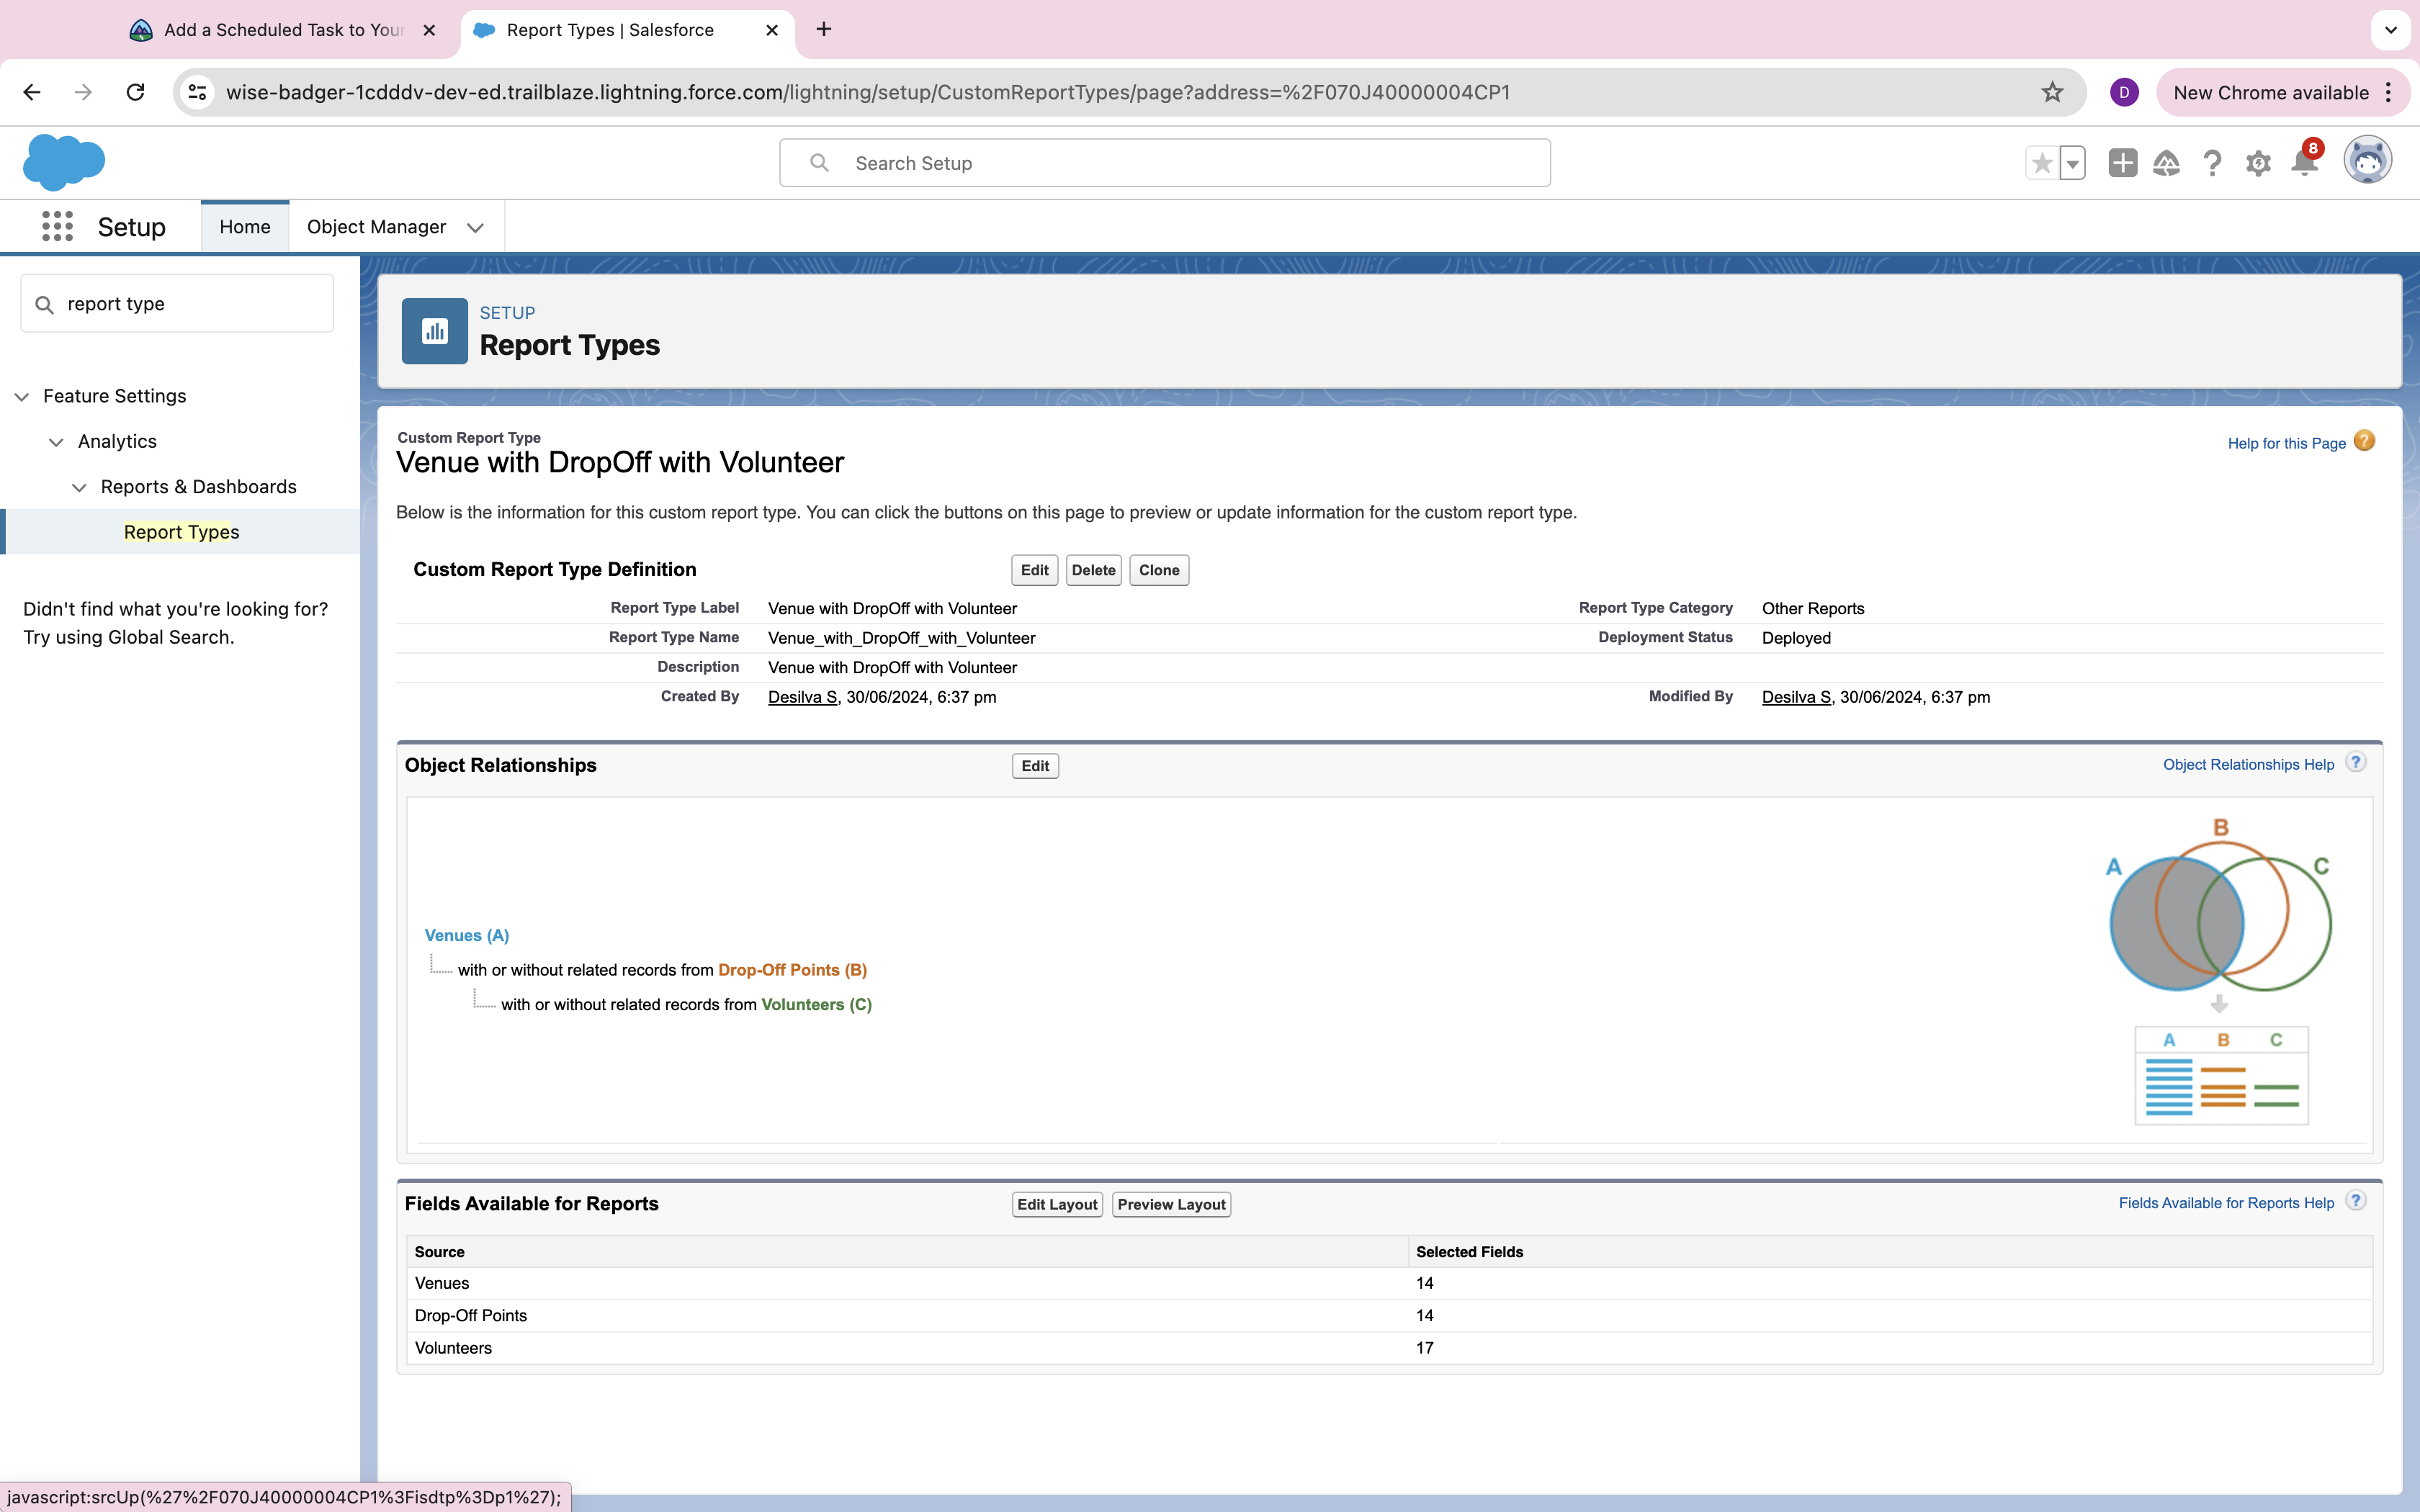 Add a Scheduled Task to Your
Report Types | Salesforce
wise-badger-1cdddv-dev-ed.trailblaze.lightning.force.com/lightning/setup/CustomReportTypes/page?address=%2F070J40000004CP1
D
New Chrome available
Search Setup
8
Setup
Home
Object Manager
report type
Feature Settings
Analytics
Reports & Dashboards
Report Types
Didn't find what you're looking for?
Try using Global Search.
SETUP
Report Types
Custom Report Type
Venue with DropOff with Volunteer
Help for this Page ?
Below is the information for this custom report type. You can click the buttons on this page to preview or update information for the custom report type.
Custom Report Type Definition
Edit Delete Clone
Report Type Label Venue with DropOff with Volunteer
Report Type Category Other Reports
Report Type Name Venue_with_DropOff_with_Volunteer
Deployment Status Deployed
Description Venue with DropOff with Volunteer
Created By Desilva S, 30/06/2024, 6:37 pm
Modified By Desilva S, 30/06/2024, 6:37 pm
Object Relationships
Edit
Object Relationships Help ?
Venues (A)
with or without related records from Drop-Off Points (B)
with or without related records from Volunteers (C)
B
A
C
A B C
Fields Available for Reports
Edit Layout Preview Layout
Fields Available for Reports Help ?
Source Selected Fields
Venues 14
Drop-Off Points 14
Volunteers 17
javascript:srcUp(%27%2F070J40000004CP1%3Fisdtp%3Dp1%27);